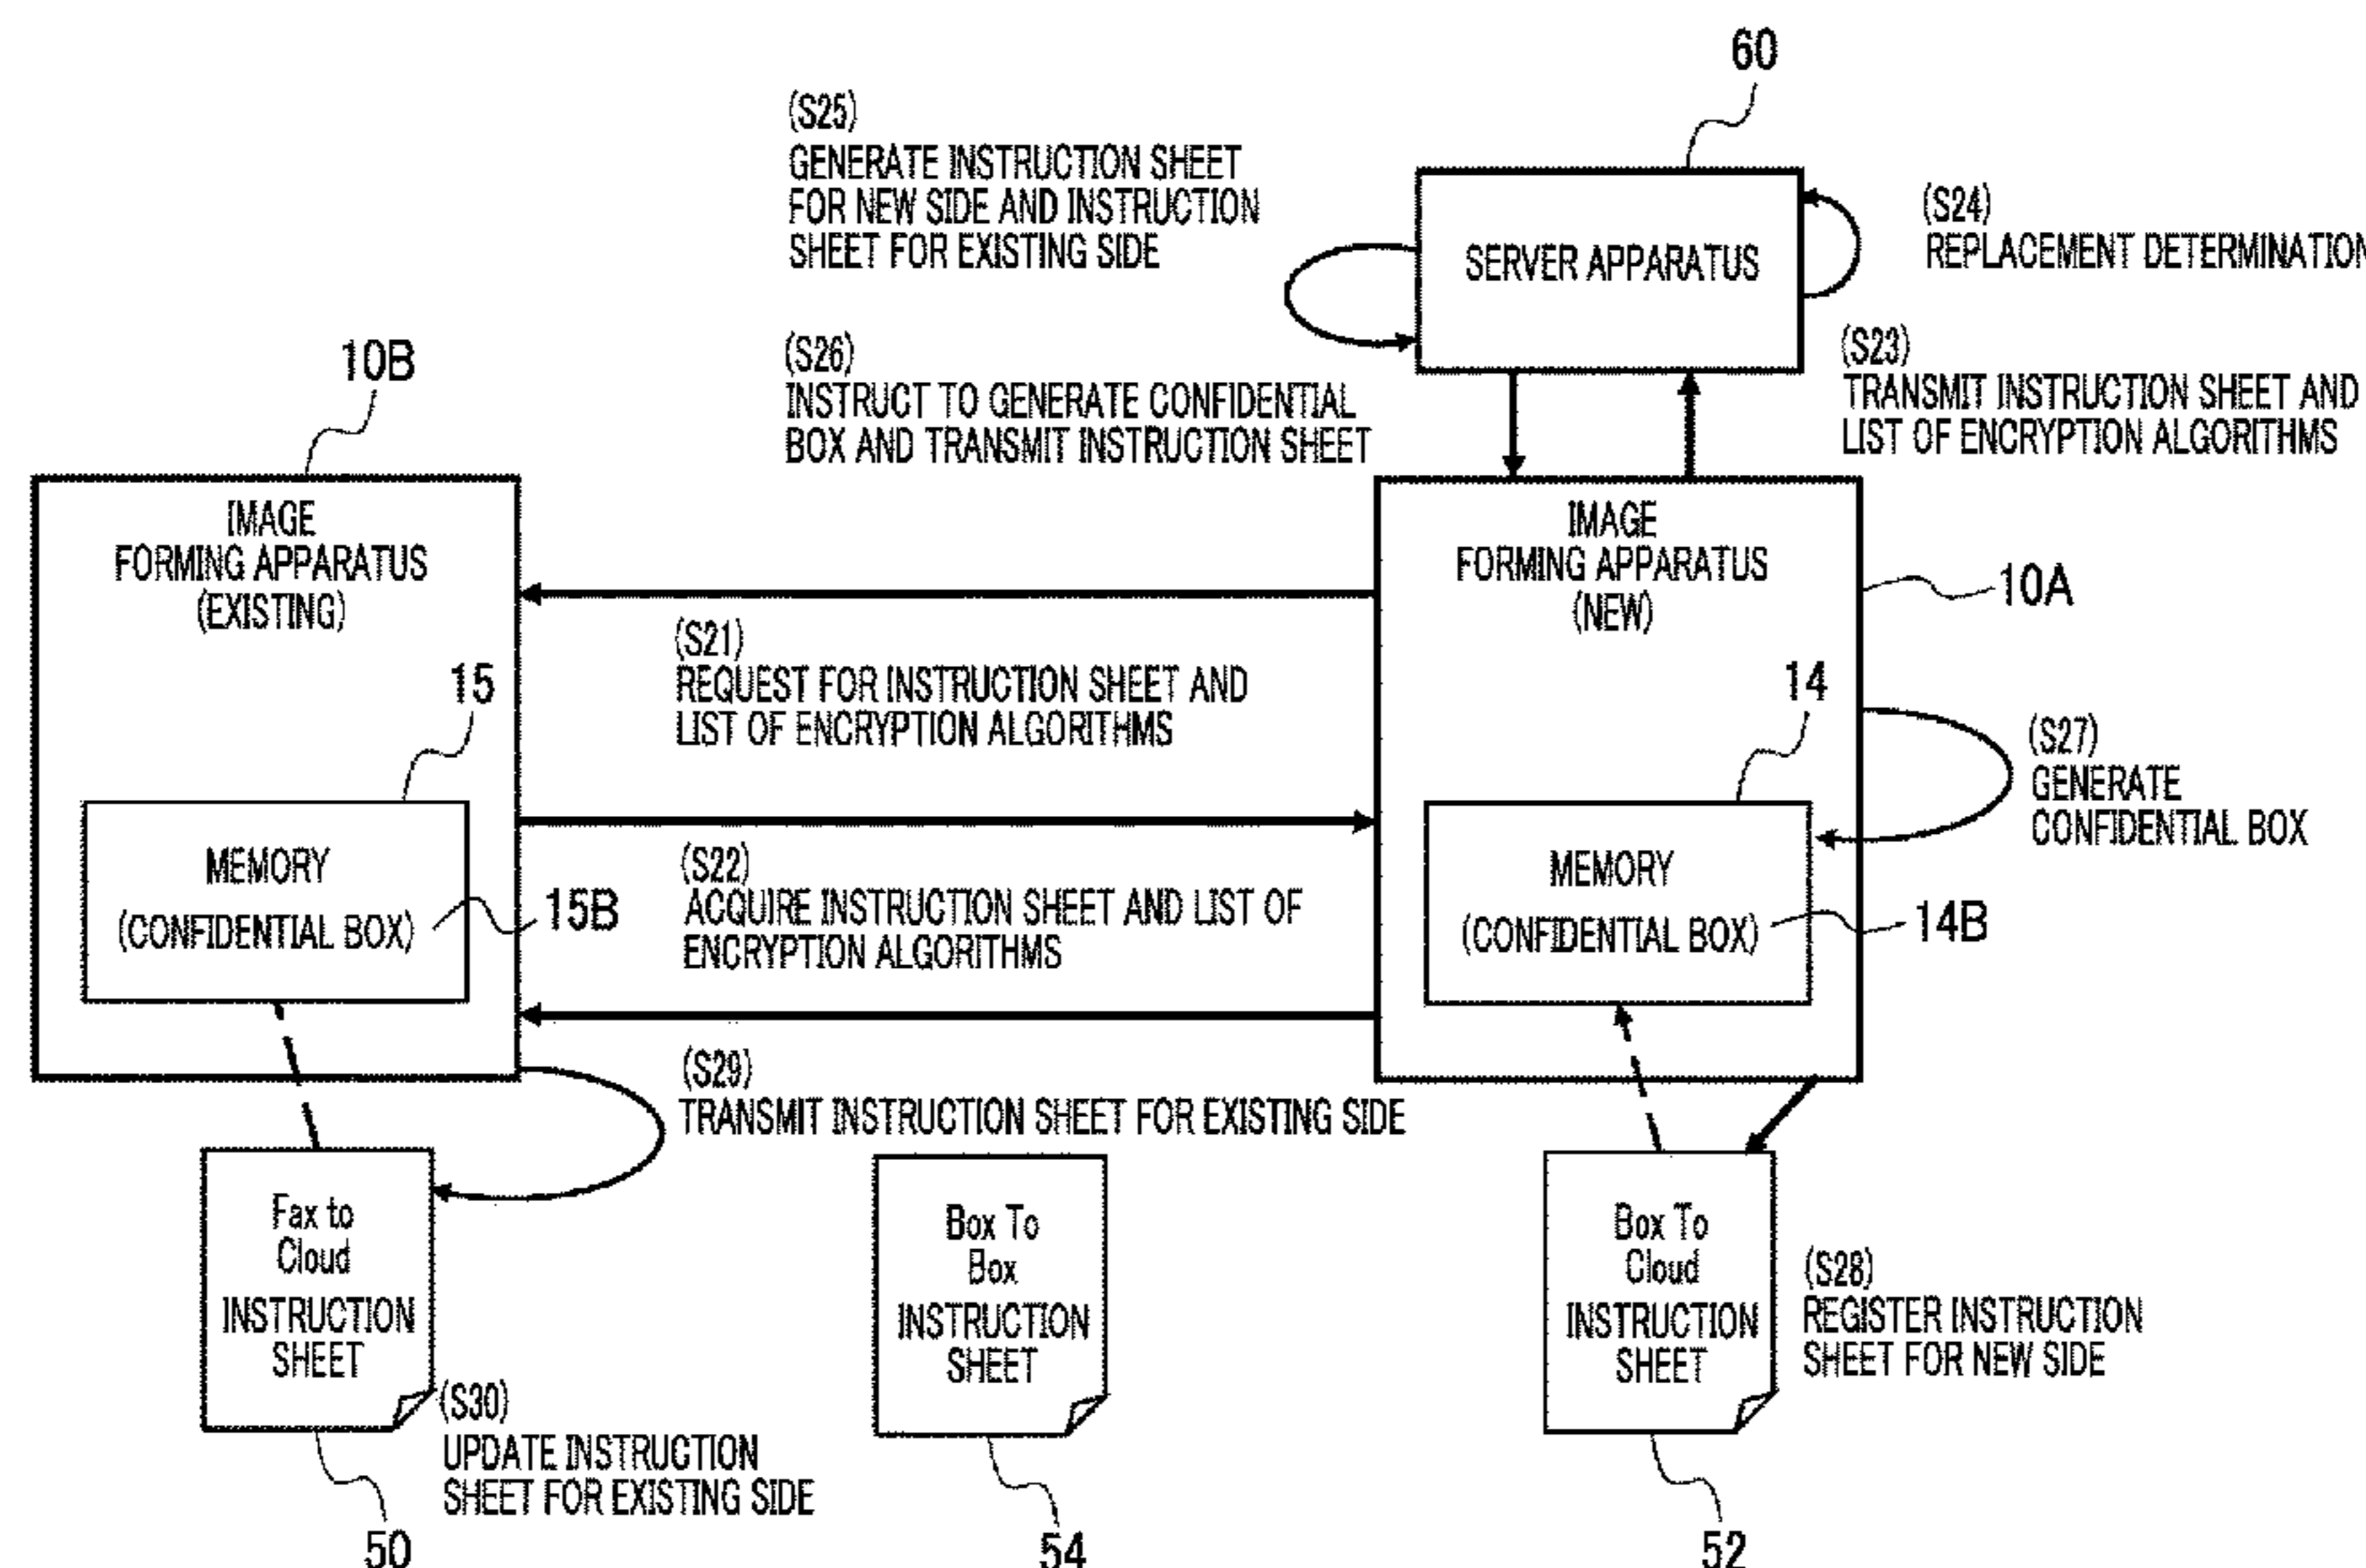 60
(S25)
GENERATE INSTRUCTION SHEET
FOR NEW SIDE AND INSTRUCTION
SHEET FOR EXISTING SIDE
SERVER APPARATUS
(S24)
REPLACEMENT DETERMINATION
(S26)
INSTRUCT TO GENERATE CONFIDENTIAL
BOX AND TRANSMIT INSTRUCTION SHEET
(S23)
TRANSMIT INSTRUCTION SHEET AND
LIST OF ENCRYPTION ALGORITHMS
10B
IMAGE
FORMING APPARATUS
(EXISTING)
IMAGE
FORMING APPARATUS
(NEW)
10A
(S21)
REQUEST FOR INSTRUCTION SHEET AND
LIST OF ENCRYPTION ALGORITHMS
15
MEMORY
(CONFIDENTIAL BOX)
15B
14
MEMORY
(CONFIDENTIAL BOX)
14B
(S27)
GENERATE
CONFIDENTIAL BOX
(S22)
ACQUIRE INSTRUCTION SHEET AND LIST OF
ENCRYPTION ALGORITHMS
(S29)
TRANSMIT INSTRUCTION SHEET FOR EXISTING SIDE
Fax to
Cloud
INSTRUCTION
SHEET
(S30)
UPDATE INSTRUCTION
SHEET FOR EXISTING SIDE
50
Box To
Box
INSTRUCTION
SHEET
54
Box To
Cloud
INSTRUCTION
SHEET
(S28)
REGISTER INSTRUCTION
SHEET FOR NEW SIDE
52